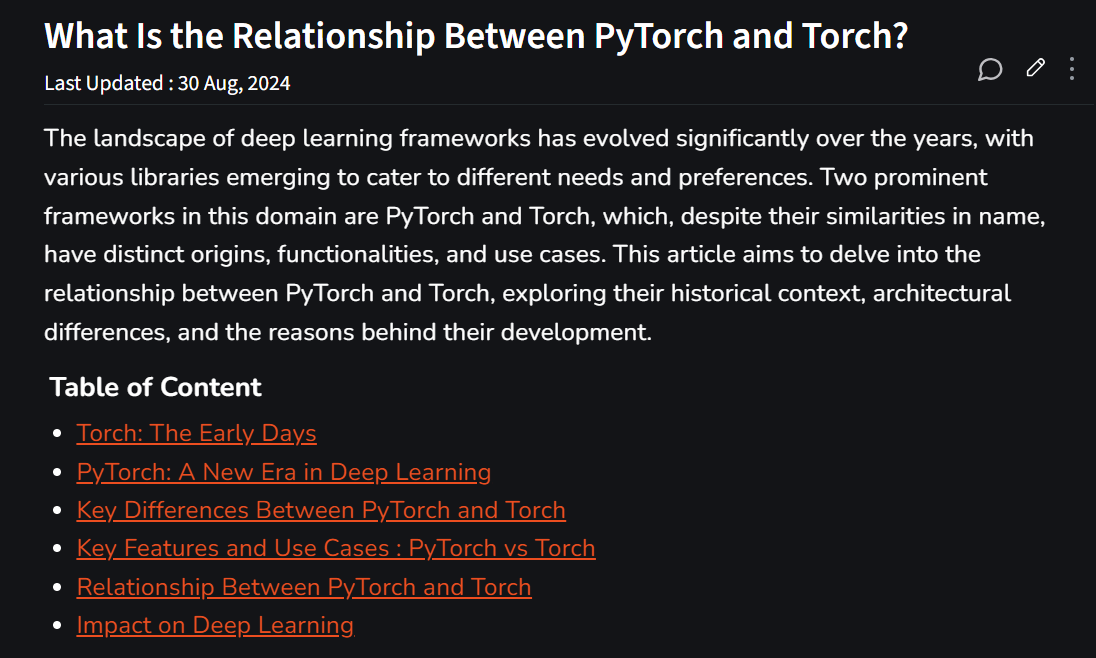 What Is the Relationship Between PyTorch and Torch?
Last Updated : 30 Aug, 2024
The landscape of deep learning frameworks has evolved significantly over the years, with
various libraries emerging to cater to different needs and preferences. Two prominent
frameworks in this domain are PyTorch and Torch, which, despite their similarities in name,
have distinct origins, functionalities, and use cases. This article aims to delve into the
relationship between PyTorch and Torch, exploring their historical context, architectural
differences, and the reasons behind their development.
Table of Content
Torch: The Early Days
PyTorch: A New Era in Deep Learning
Key Differences Between PyTorch and Torch
Key Features and Use Cases : PyTorch vs Torch
Relationship Between PyTorch and Torch
Impact on Deep Learning